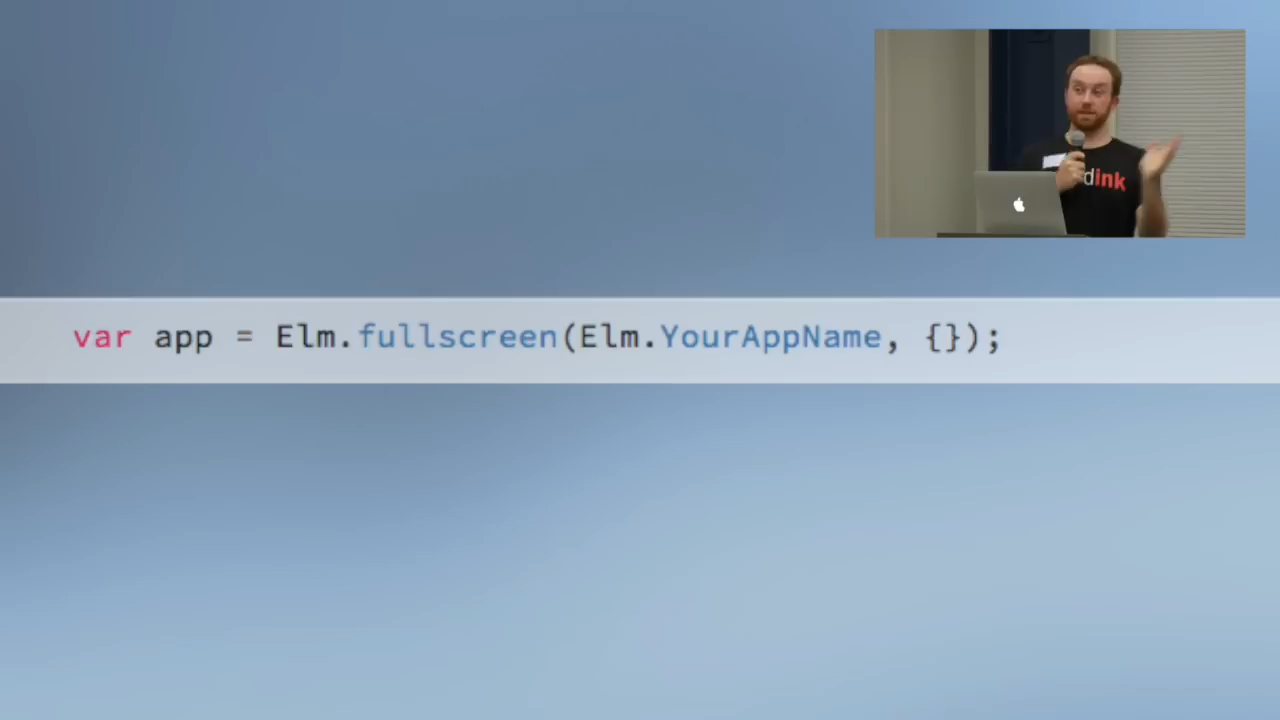 dink
var app = Elm.fullscreen(Elm.YourAppName, {});